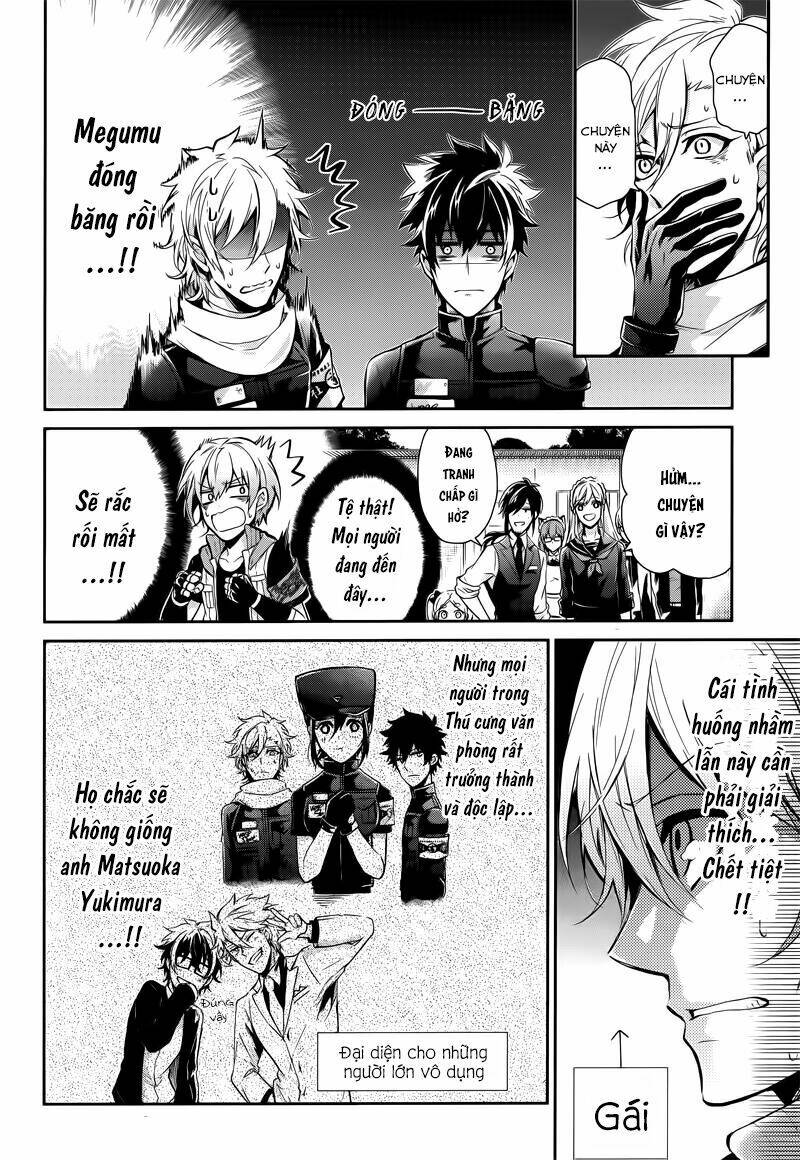 CHUYỆN
...
CHUYỆN
NÀY
...
ĐÓNG — BĂNG
Megumu
đóng
băng rồi
...!!
HỬM...
CHUYỆN
GÌ VẬY?
ĐANG
TRANH
CHẤP GÌ
HỞ?
Tệ thật!
Mọi người
đang đến
đây...
Sẽ rắc
rối mất
...!!
Cái tình
huống nhầm
lẫn này cần
phải giải
thích...
Chết tiệt
!!
Gái
Nhưng mọi
người trong
Thú cưng văn
phòng rất
trưởng thành
và độc lập...
Họ chắc sẽ
không giống
anh Matsuoka
Yukimura
...!!
Đúng
vậy
Đại diện cho những
người lớn vô dụng